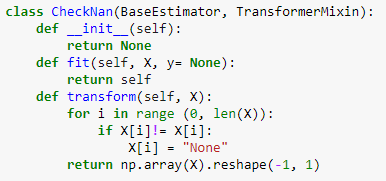 class CheckNan(BaseEstimator, TransformerMixin):
    def __init__(self):
        return None
    def fit(self, X, y= None):
        return self
    def transform(self, X):
        for i in range (0, len(X)):
            if X[i]!= X[i]:
                X[i] = "None"
        return np.array(X).reshape(-1, 1)